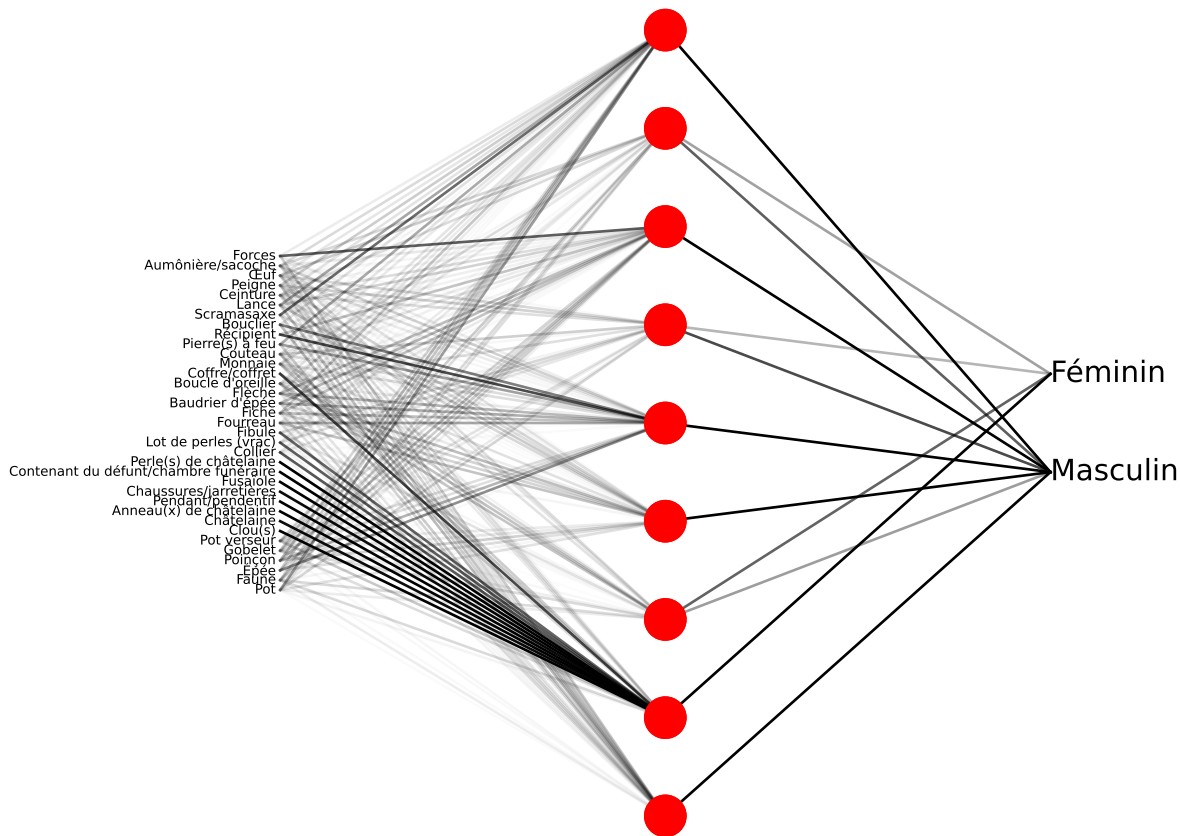 Forces
Aumônière/sacoche
Œuf
Peigne
Ceinture
Lance
Scramasaxe
Bouclier
Récipient
Pierre(s) à feu
Couteau
Monnaie
Coffre/coffret
Boucle d'oreille
Flèche
Baudrier d'épée
Fiche
Fourreau
Fibule
Lot de perles (vrac)
Collier
Perle(s) de châtelaine
Contenant du défunt/chambre funéraire
Fusaïole
Chaussures/jarretières
Pendant/pendentif
Anneau(x) de châtelaine
Châtelaine
Clou(s)
Pot verseur
Gobelet
Poinçon
Épée
Faune
Pot
Féminin
Masculin